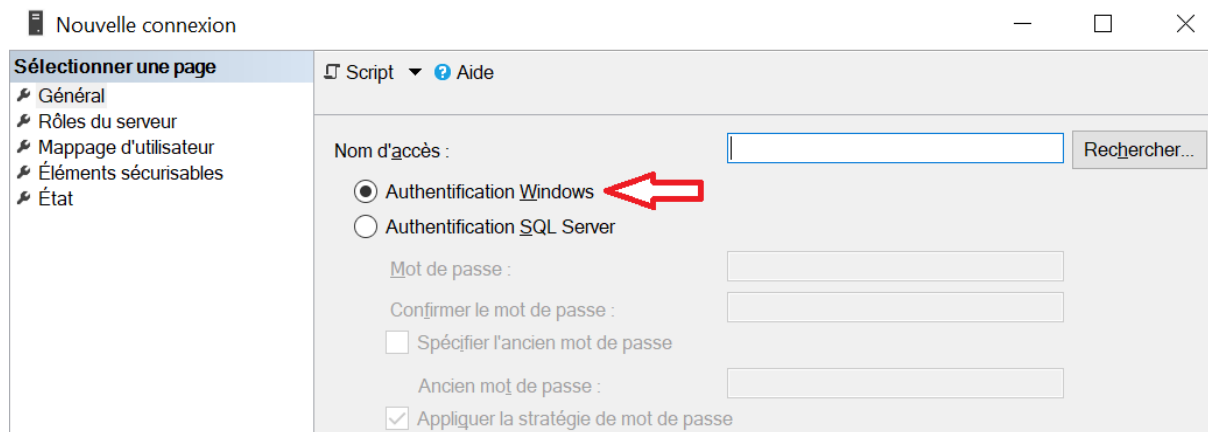 Nouvelle connexion
Sélectionner une page
Général
Rôles du serveur
Mappage d'utilisateur
Éléments sécurisables
État
Script Aide
Nom d'accès : Rechercher...
Authentification Windows
Authentification SQL Server
Mot de passe :
Confirmer le mot de passe :
Spécifier l'ancien mot de passe
Ancien mot de passe :
Appliquer la stratégie de mot de passe